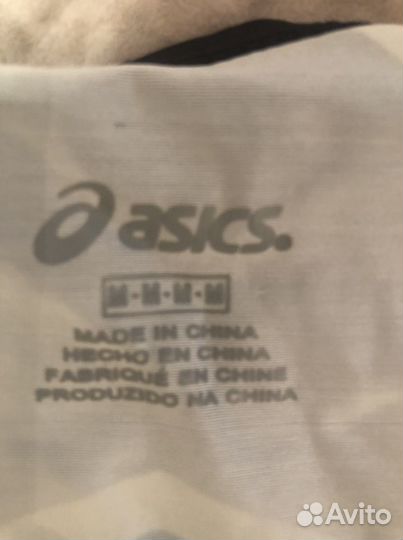 asics.
M-M-M-M
MADE IN CHINA
HECHO EN CHINA
FABRIQUÉ EN CHINE
PRODUZIDO NA CHINA
Avito